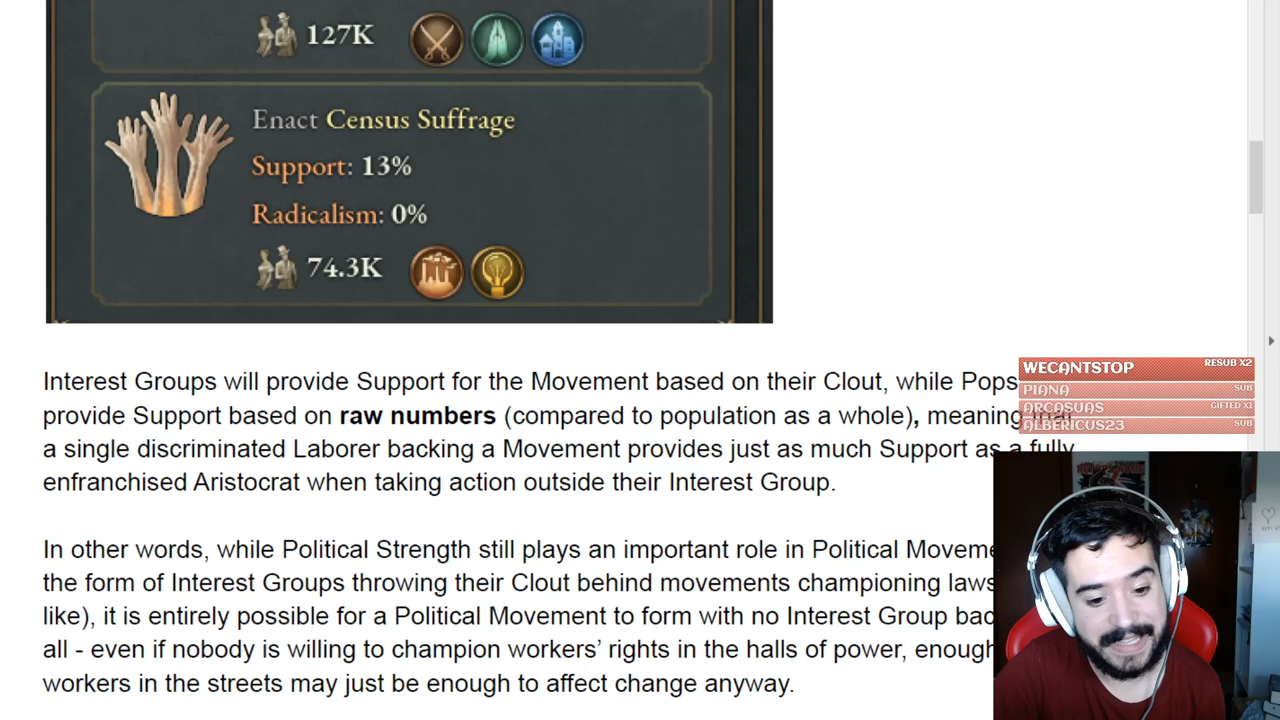 127K
Enact Census Suffrage
Support: 13%
Radicalism: 0%
74.3K
Interest Groups will provide Support for the Movement based on their Clout, while Pops
provide Support based on raw numbers (compared to population as a whole), meaning that
a single discriminated Laborer backing a Movement provides just as much Support as a fully
enfranchised Aristocrat when taking action outside their Interest Group.
In other words, while Political Strength still plays an important role in Political
the form of Interest Groups throwing their Clout behind movements championing laws
like), it is entirely possible for a Political Movement to form with no Interest Group
all - even if nobody is willing to champion workers' rights in the halls of power, enough
workers in the streets may just be enough to affect change anyway.
WECANTSTOP RESUB X2
PIANA SUB
ARCASUAS GIFTED X1
ALBERICUS23 SUB